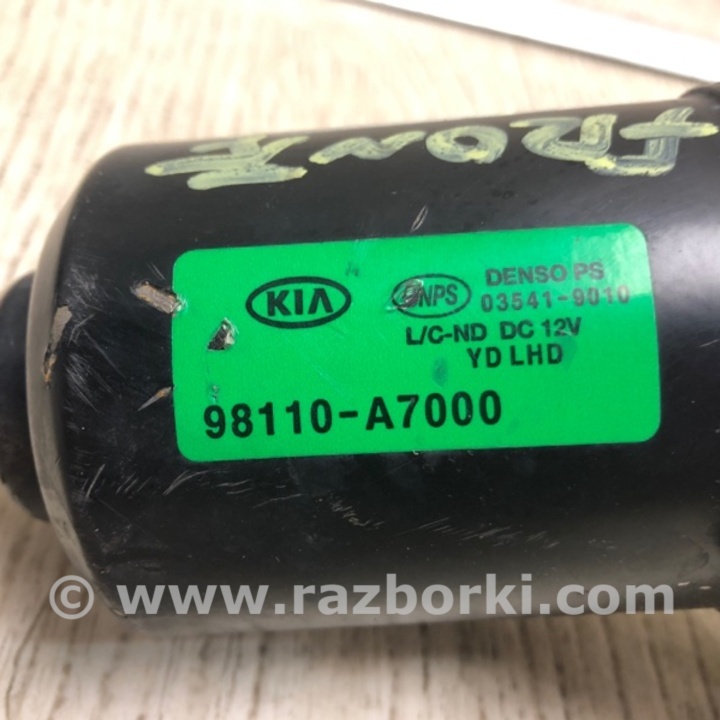 FRONT
KIA
DNPS
DENSO PS
03541-9010
L/C-ND DC 12V
YD LHD
98110-A7000
© www.razborki.com